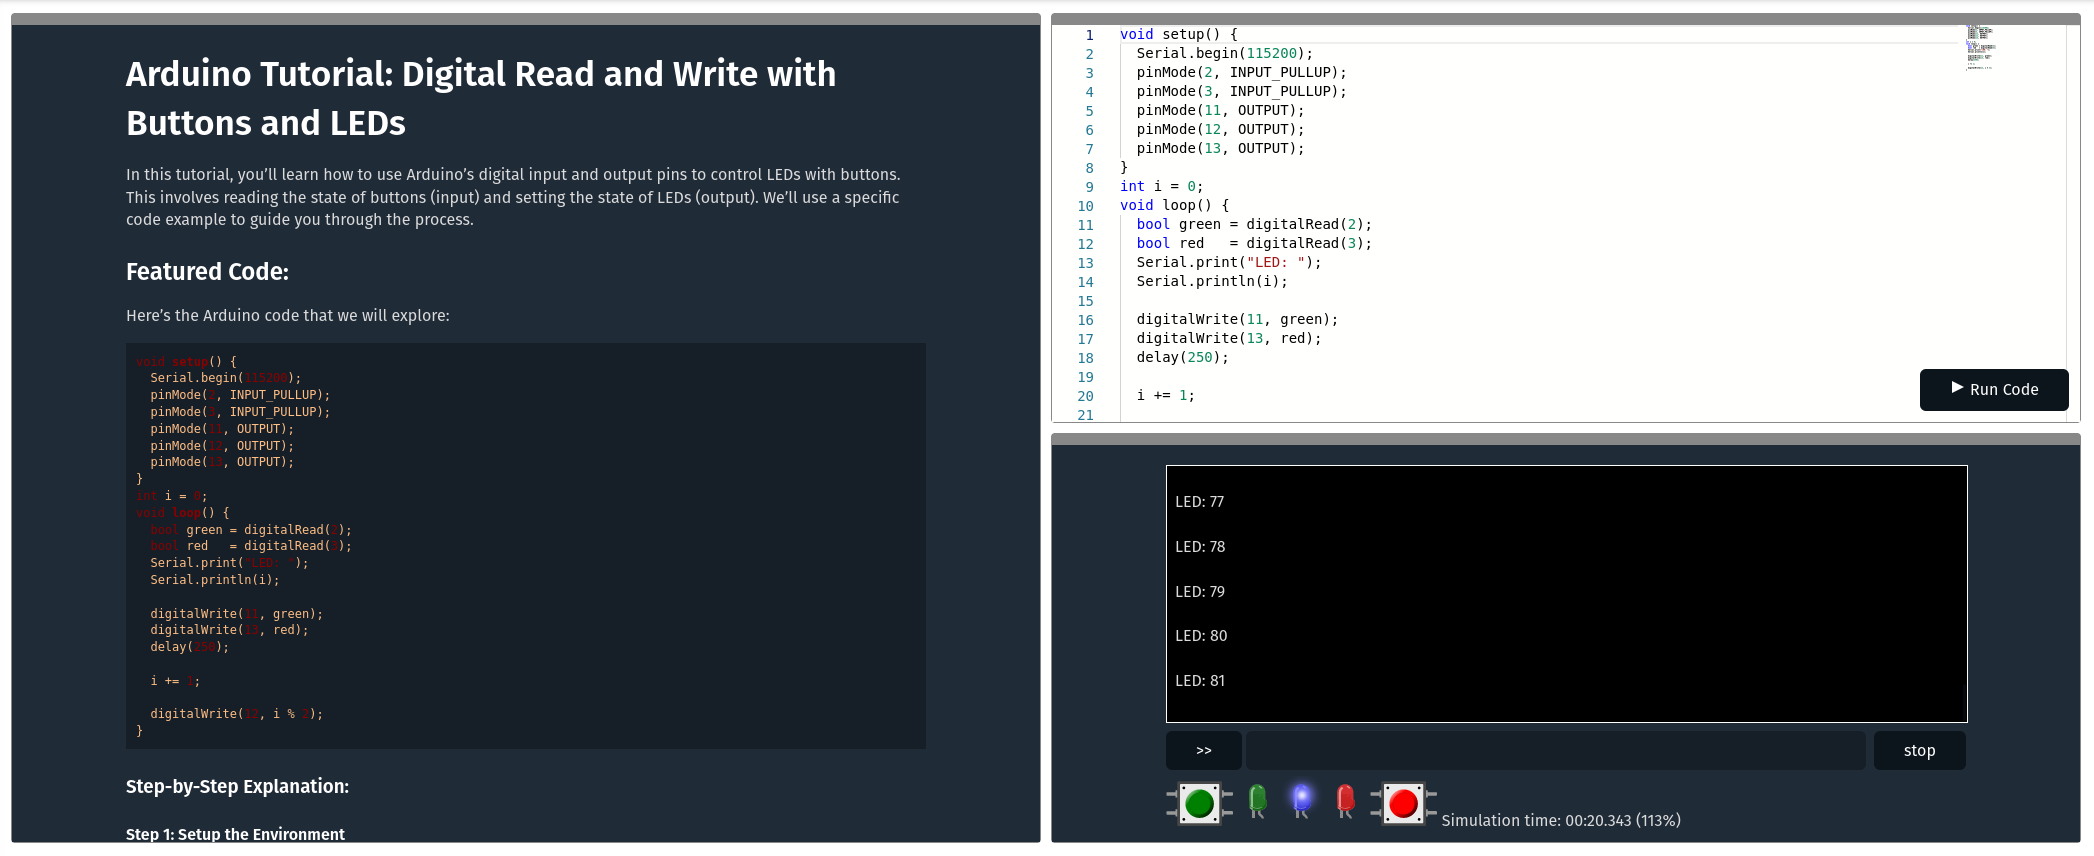 Arduino Tutorial: Digital Read and Write with
Buttons and LEDs
In this tutorial, you’ll learn how to use Arduino’s digital input and output pins to control LEDs with buttons.
This involves reading the state of buttons (input) and setting the state of LEDs (output). We’ll use a specific
code example to guide you through the process.
Featured Code:
Here’s the Arduino code that we will explore:
void setup() {
  Serial.begin(115200);
  pinMode(2, INPUT_PULLUP);
  pinMode(3, INPUT_PULLUP);
  pinMode(11, OUTPUT);
  pinMode(12, OUTPUT);
  pinMode(13, OUTPUT);
}
int i = 0;
void loop() {
  bool green = digitalRead(2);
  bool red   = digitalRead(3);
  Serial.print("LED: ");
  Serial.println(i);
  digitalWrite(11, green);
  digitalWrite(13, red);
  delay(250);
  i += 1;
  digitalWrite(12, i % 2);
}
Step-by-Step Explanation:
Step 1: Setup the Environment
1 void setup() {
2   Serial.begin(115200);
3   pinMode(2, INPUT_PULLUP);
4   pinMode(3, INPUT_PULLUP);
5   pinMode(11, OUTPUT);
6   pinMode(12, OUTPUT);
7   pinMode(13, OUTPUT);
8 }
9 int i = 0;
10 void loop() {
11   bool green = digitalRead(2);
12   bool red   = digitalRead(3);
13   Serial.print("LED: ");
14   Serial.println(i);
15
16   digitalWrite(11, green);
17   digitalWrite(13, red);
18   delay(250);
19
20   i += 1;
21
Run Code
LED: 77
LED: 78
LED: 79
LED: 80
LED: 81
>>
stop
Simulation time: 00:20.343 (113%)